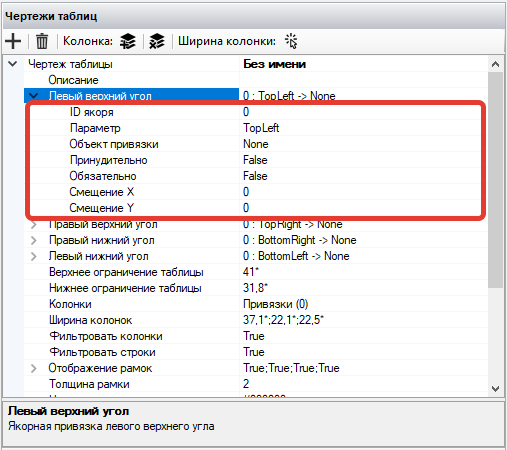 Чертежи таблиц
Колонка: Ширина колонки:
Чертеж таблицы Без имени
Описание
Левый верхний угол 0 : TopLeft -> None
ID якоря 0
Параметр TopLeft
Объект привязки None
Принудительно False
Обязательно False
Смещение X 0
Смещение Y 0
Правый верхний угол 0 : TopRight -> None
Правый нижний угол 0 : BottomRight -> None
Левый нижний угол 0 : BottomLeft -> None
Верхнее ограничение таблицы 41*
Нижнее ограничение таблицы 31,8*
Колонки Привязки (0)
Ширина колонок 37,1*;22,1*;22,5*
Фильтровать колонки True
Фильтровать строки True
Отображение рамок True;True;True;True
Толщина рамки 2
Левый верхний угол
Якорная привязка левого верхнего угла